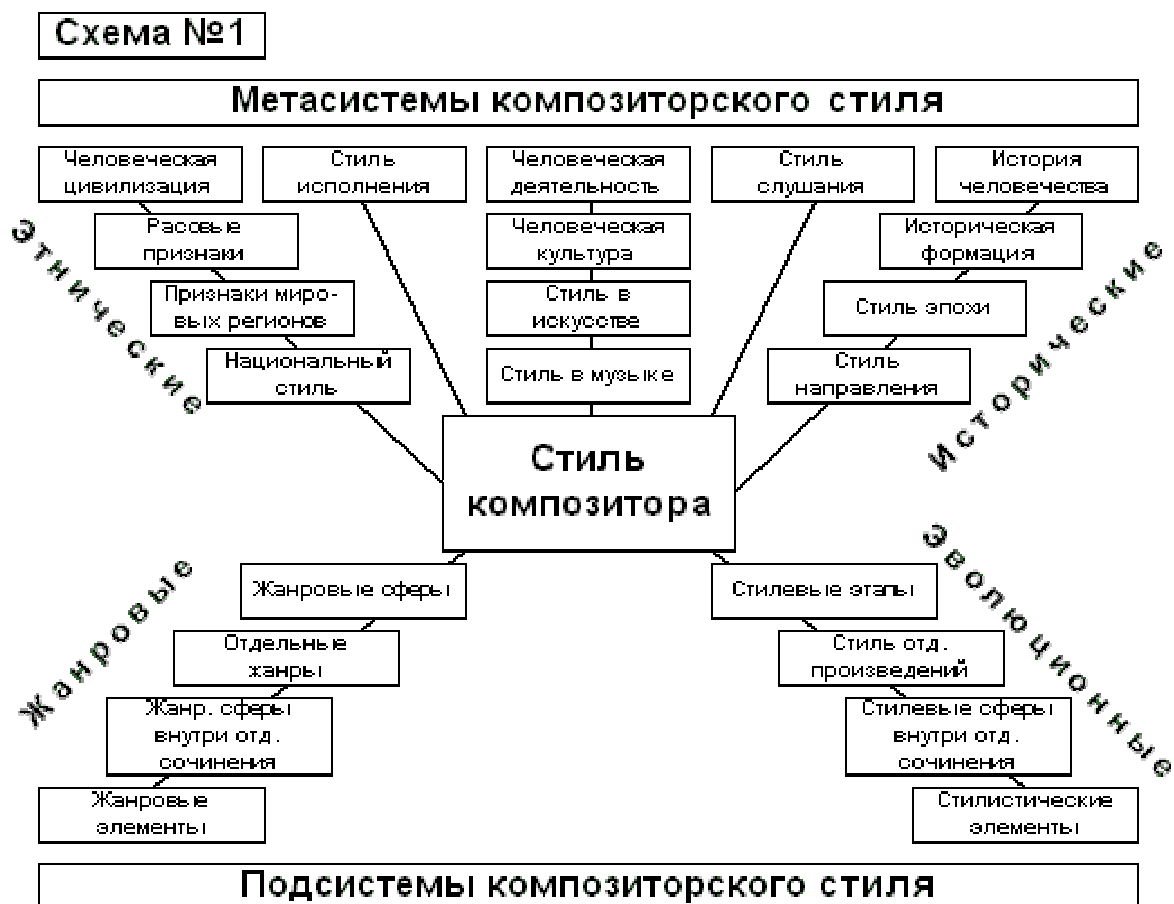 Схема №1
Метасистемы композиторского стиля
Человеческая
цивилизация
Стиль
исполнения
Человеческая
деятельность
Стиль
слушания
История
человечества
Расовые
признаки
Человеческая
культура
Историческая
формация
Признаки миро-
вых регионов
Стиль в
искусстве
Стиль эпохи
Национальный
стиль
Стиль в музыке
Стиль
направления
Этнические
Исторические
Стиль
композитора
Жанровые
Эволюционные
Жанровые сферы
Стилевые этапы
Отдельные
жанры
Стиль отд.
произведений
Жанр. сферы
внутри отд.
сочинения
Стилевые сферы
внутри отд.
сочинения
Жанровые
элементы
Стилистические
элементы
Подсистемы композиторского стиля